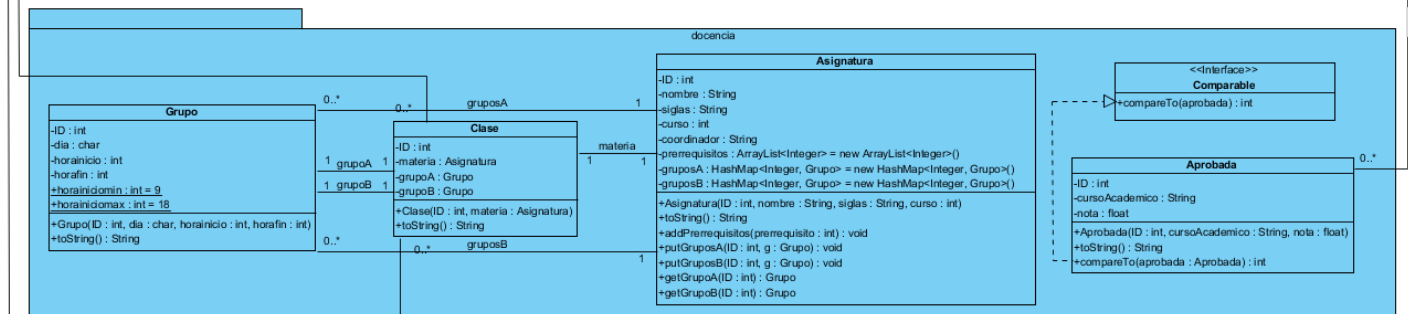 docencia
Grupo
-ID : int
-dia : char
-horainicio : int
-horafin : int
+horainiciomin : int = 9
+horainiciomax : int = 18
+Grupo(ID : int, dia : char, horainicio : int, horafin : int)
+toString() : String
0..*
gruposA
1
0..*
1
grupoA
1
1
grupoB
1
0..*
gruposB
1
0..*
Clase
-ID : int
-materia : Asignatura
-grupoA : Grupo
-grupoB : Grupo
+Clase(ID : int, materia : Asignatura)
+toString() : String
materia
1
1
Asignatura
-ID : int
-nombre : String
-siglas : String
-curso : int
-coordinador : String
-prerrequisitos : ArrayList<Integer> = new ArrayList<Integer>()
-gruposA : HashMap<Integer, Grupo> = new HashMap<Integer, Grupo>()
-gruposB : HashMap<Integer, Grupo> = new HashMap<Integer, Grupo>()
+Asignatura(ID : int, nombre : String, siglas : String, curso : int)
+toString() : String
+addPrerrequisitos(prerrequisito : int) : void
+putGruposA(ID : int, g : Grupo) : void
+putGruposB(ID : int, g : Grupo) : void
+getGrupoA(ID : int) : Grupo
+getGrupoB(ID : int) : Grupo
<<Interface>>
Comparable
+compareTo(aprobada) : int
Aprobada
-ID : int
-cursoAcademico : String
-nota : float
+Aprobada(ID : int, cursoAcademico : String, nota : float)
+toString() : String
+compareTo(aprobada : Aprobada) : int
0..*